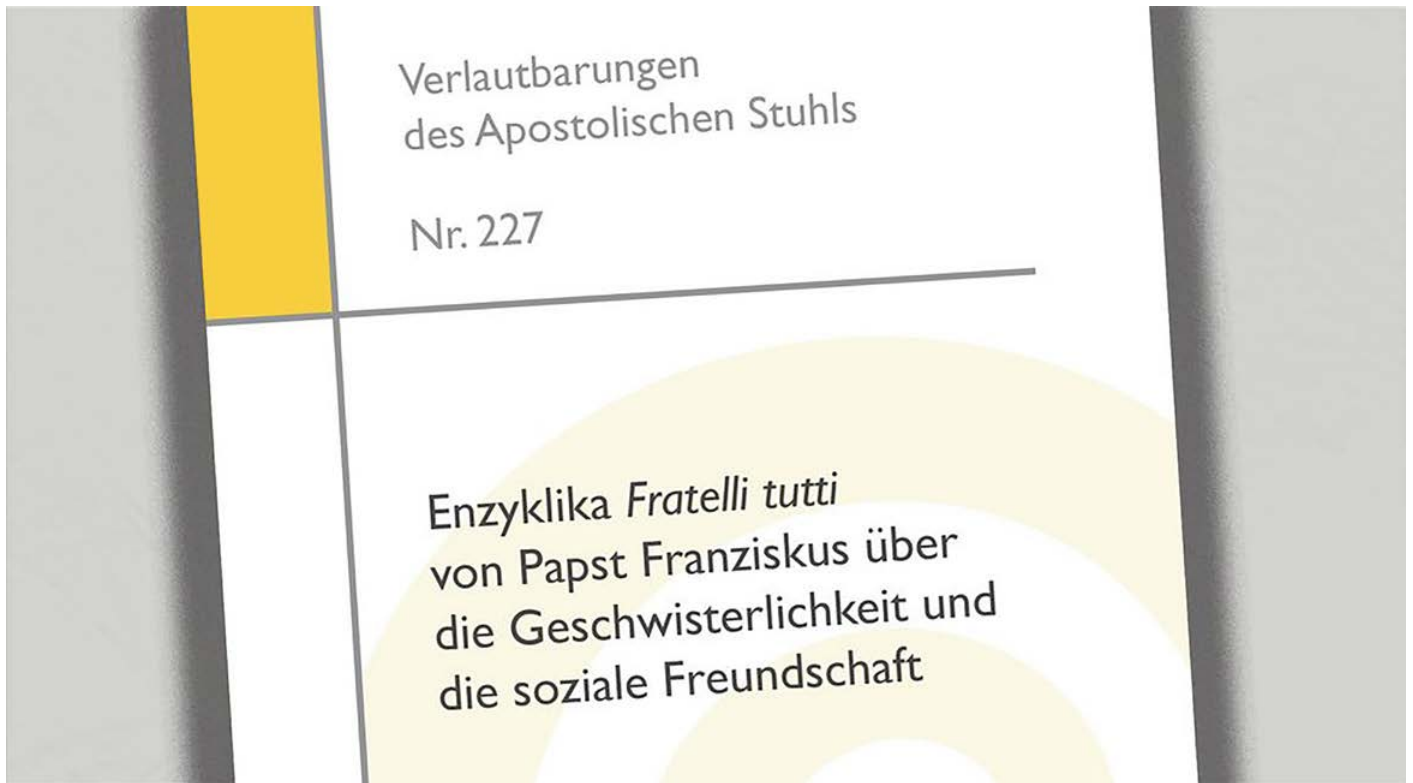 Verlautbarungen
des Apostolischen Stuhls
Nr. 227
Enzyklika Fratelli tutti
von Papst Franziskus über
die Geschwisterlichkeit und
die soziale Freundschaft